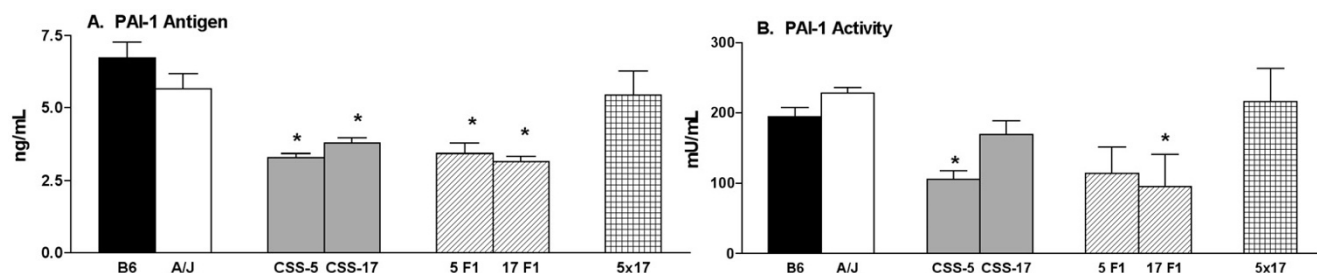 A. PAI-1 Antigen
7.5
5.0
2.5
0.0
ng/mL
* * * *
B6 A/J CSS-5 CSS-17 5 F1 17 F1 5x17
B. PAI-1 Activity
300
200
100
0
mU/mL
* *
B6 A/J CSS-5 CSS-17 5 F1 17 F1 5x17